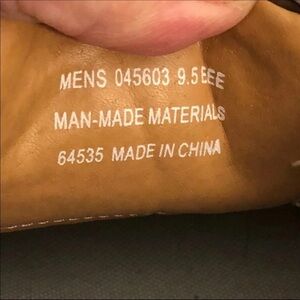 MENS 045603 9.5 EEE
MAN-MADE MATERIALS
64535 MADE IN CHINA